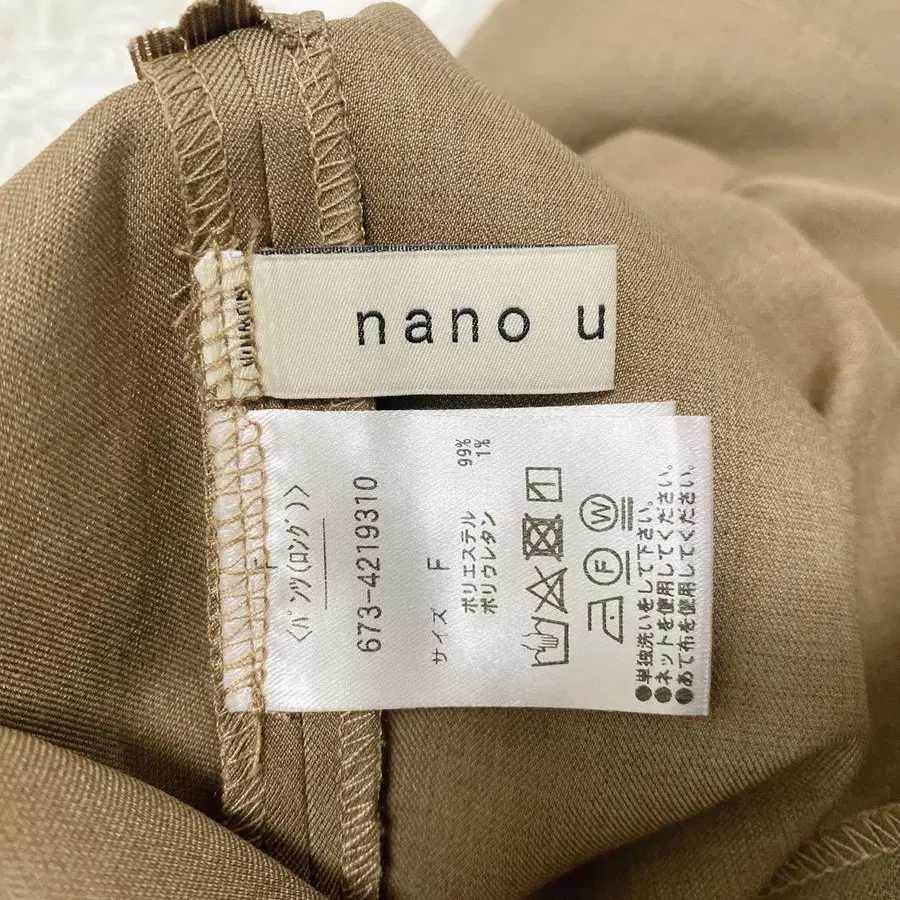 nano u
〈パンツ(ロング)〉
673-4219310
サイズ F
ポリエステル 99%
ポリウレタン 1%
W
F
●単独洗いをして下さい。
●ネットを使用してください。
●あて布を使用してください。